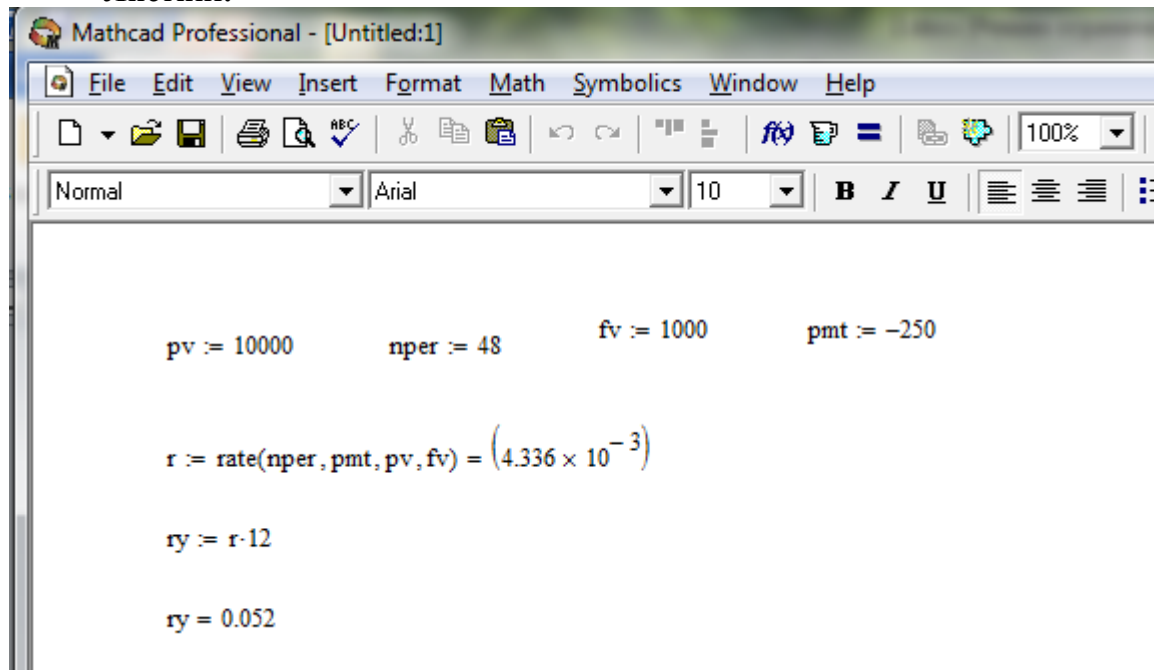 Mathcad Professional - [Untitled:1]
File Edit View Insert Format Math Symbolics Window Help
100%
Normal Arial 10 B I U
pv := 10000 nper := 48 fv := 1000 pmt := −250
r := rate(nper, pmt, pv, fv) = (4.336 × 10^−3)
ry := r·12
ry = 0.052